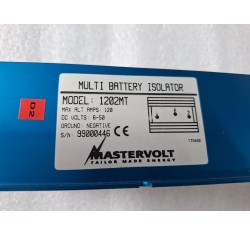 MULTI BATTERY ISOLATOR
MODEL: 1202MT
MAX ALT AMPS: 120
DC VOLTS: 6-50
GROUND: NEGATIVE
S/N: 99000446 CE
D2
MASTERVOLT
TAILOR MADE ENERGY